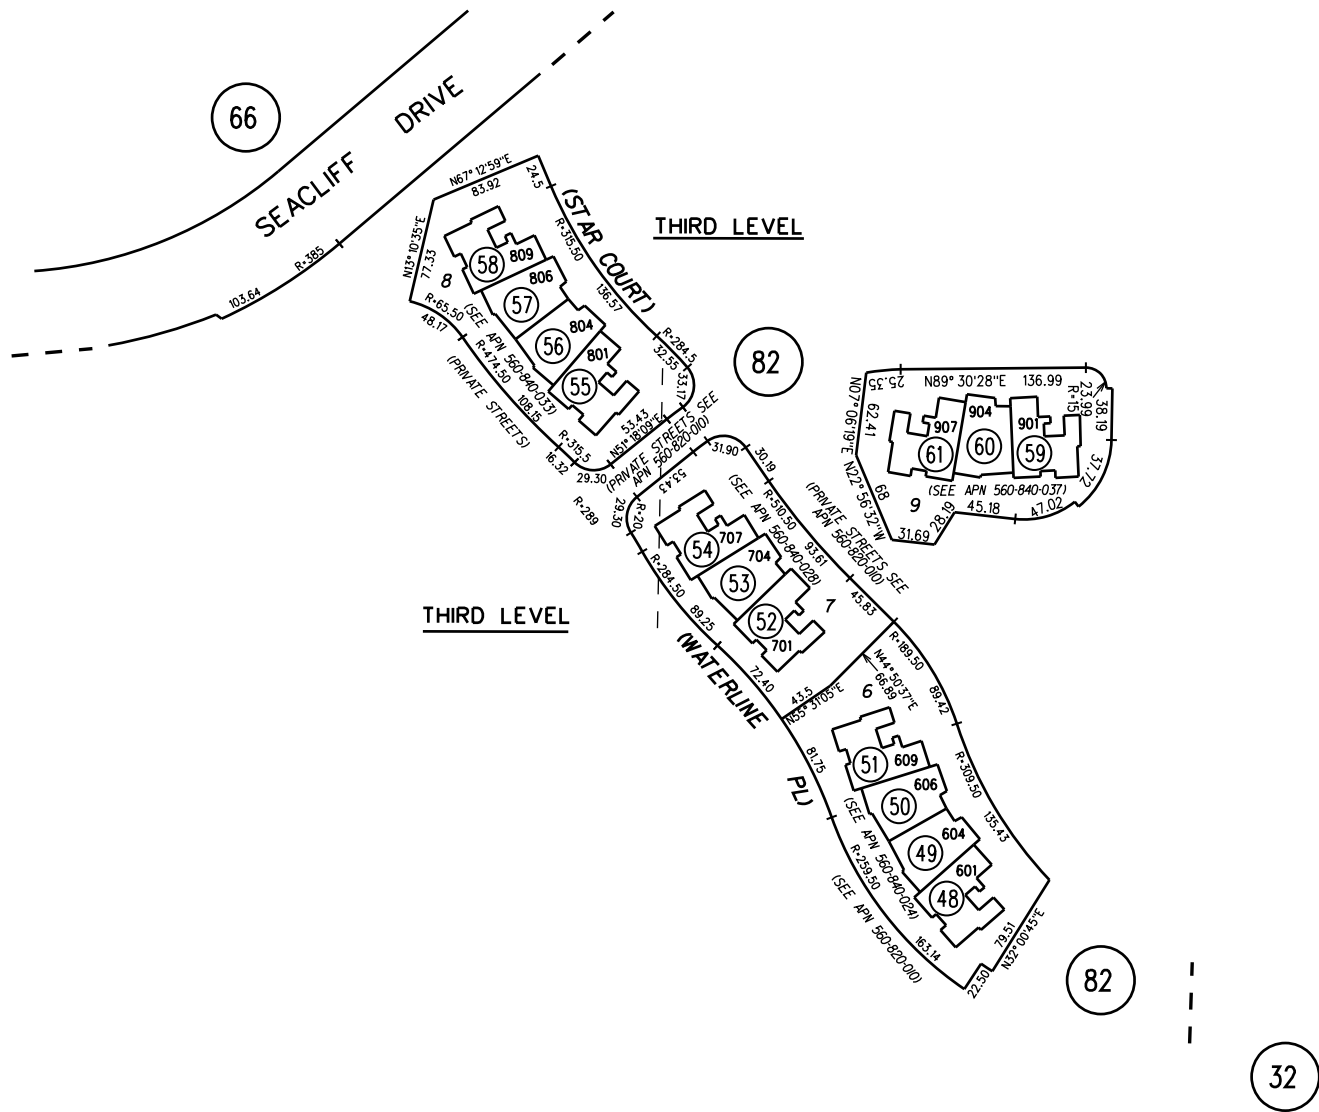 66
SEACLIFF DRIVE
R=385
103.64
N67° 12'59"E
83.92
24.5
(STAR COURT)
THIRD LEVEL
R=315.50
136.57
N13° 10'35"E
77.33
8
58
809
57
806
56
804
55
801
R=65.50
48.17
(SEE APN 560-840-033)
R=474.50
108.15
(PRIVATE STREETS)
R=284.5
32.55
33.17
53.43
N51° 18'09"E
R=315.5
16.32
29.30
R=289
82
(PRIVATE STREETS SEE
APN 560-820-010)
53.43
31.90
30.19
29.30
R=20
R=510.50
93.61
(SEE APN 560-840-028)
(PRIVATE STREETS SEE
APN 560-820-010)
54
707
53
704
52
701
7
45.83
R=284.50
89.25
THIRD LEVEL
(WATERLINE PL)
72.40
43.5
N55° 31'05"E
N44° 50'37"E
66.89
R=189.50
89.42
6
81.75
51
609
50
606
49
604
48
601
R=309.50
135.43
(SEE APN 560-840-024)
R=259.50
163.14
(SEE APN 560-820-010)
79.51
N32° 00'45"E
22.50
25.35
N89° 30'28"E 136.99
23.99
R=15
38.19
37.72
N07° 06'19"E
62.41
N22° 56'32"W
68
907
904
901
61
60
59
(SEE APN 560-840-037)
9
31.69
28.19
45.18
47.02
82
32